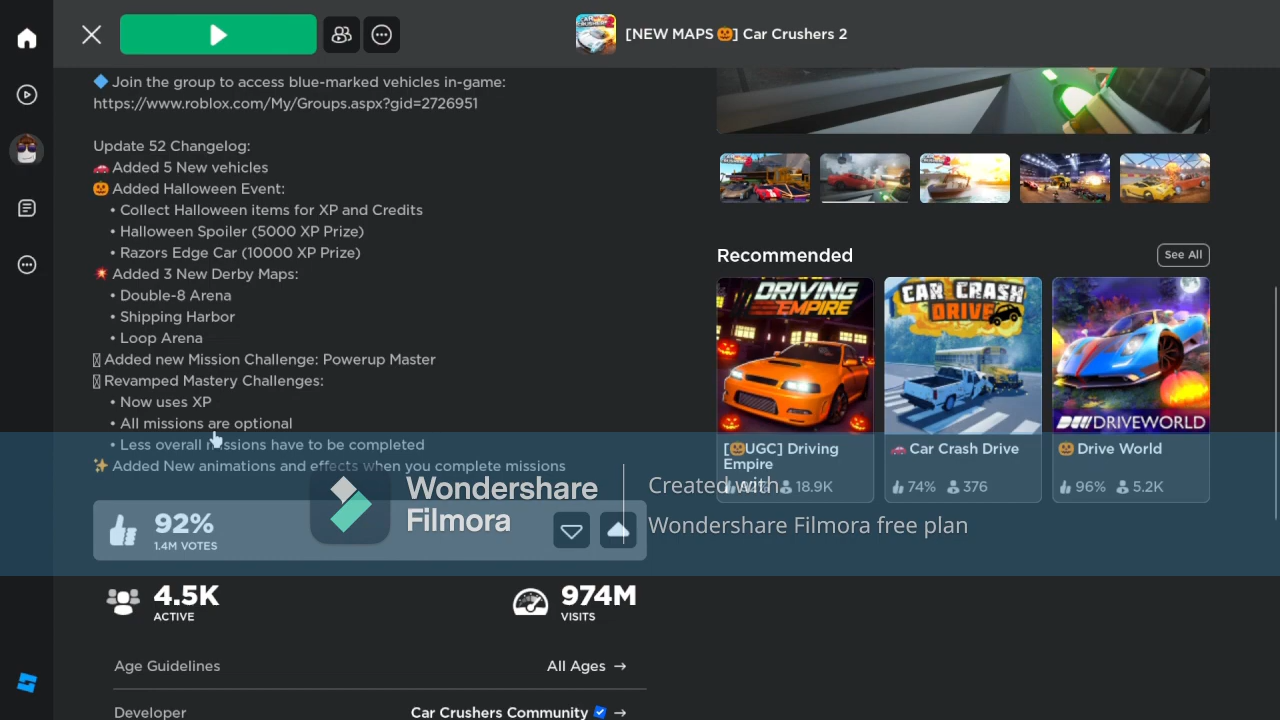 [NEW MAPS 🎃] Car Crushers 2
🔷 Join the group to access blue-marked vehicles in-game:
https://www.roblox.com/My/Groups.aspx?gid=2726951
Update 52 Changelog:
🚗 Added 5 New vehicles
🎃 Added Halloween Event:
• Collect Halloween items for XP and Credits
• Halloween Spoiler (5000 XP Prize)
• Razors Edge Car (10000 XP Prize)
💥 Added 3 New Derby Maps:
• Double-8 Arena
• Shipping Harbor
• Loop Arena
Added new Mission Challenge: Powerup Master
Revamped Mastery Challenges:
• Now uses XP
• All missions are optional
• Less overall missions have to be completed
✨ Added New animations and effects when you complete missions
92%
1.4M VOTES
4.5K
ACTIVE
974M
VISITS
Age Guidelines
All Ages →
Developer
Car Crushers Community →
Recommended
See All
DRIVING
EMPIRE
[🎃UGC] Driving
Empire
18.9K
CAR CRASH
DRIVE
🚗 Car Crash Drive
74% 376
DRIVEWORLD
🎃 Drive World
96% 5.2K
Wondershare
Filmora
Created with
Wondershare Filmora free plan